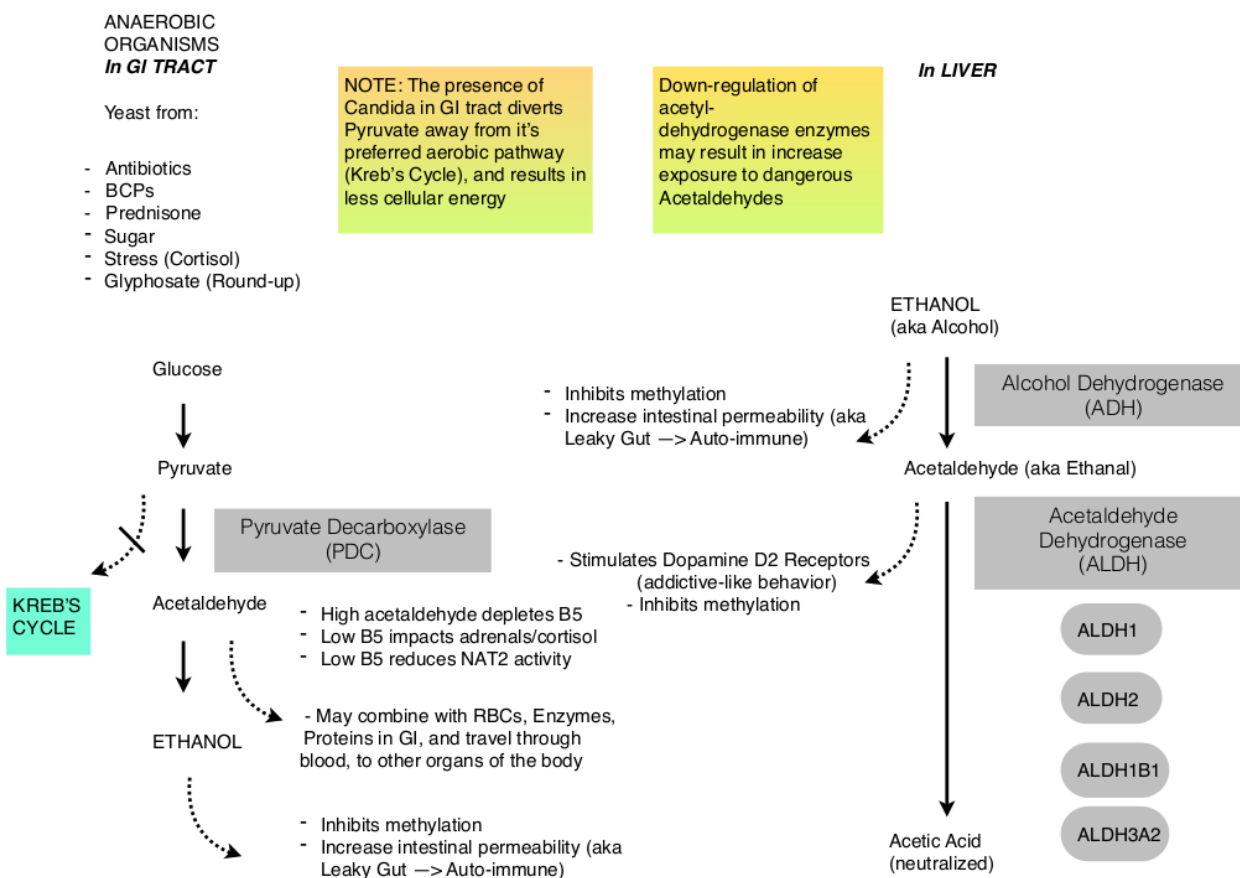 ANAEROBIC
ORGANISMS
In GI TRACT
Yeast from:
- Antibiotics
- BCPs
- Prednisone
- Sugar
- Stress (Cortisol)
- Glyphosate (Round-up)
NOTE: The presence of
Candida in GI tract diverts
Pyruvate away from it's
preferred aerobic pathway
(Kreb's Cycle), and results in
less cellular energy
Down-regulation of
acetyl-
dehydrogenase enzymes
may result in increase
exposure to dangerous
Acetaldehydes
In LIVER
Glucose
Pyruvate
Pyruvate Decarboxylase
(PDC)
KREB'S
CYCLE
Acetaldehyde
- High acetaldehyde depletes B5
- Low B5 impacts adrenals/cortisol
- Low B5 reduces NAT2 activity
- May combine with RBCs, Enzymes,
Proteins in GI, and travel through
blood, to other organs of the body
ETHANOL
- Inhibits methylation
- Increase intestinal permeability (aka
Leaky Gut —> Auto-immune)
ETHANOL
(aka Alcohol)
Alcohol Dehydrogenase
(ADH)
- Inhibits methylation
- Increase intestinal permeability (aka
Leaky Gut —> Auto-immune)
Acetaldehyde (aka Ethanal)
Acetaldehyde
Dehydrogenase
(ALDH)
- Stimulates Dopamine D2 Receptors
(addictive-like behavior)
- Inhibits methylation
ALDH1
ALDH2
ALDH1B1
ALDH3A2
Acetic Acid
(neutralized)